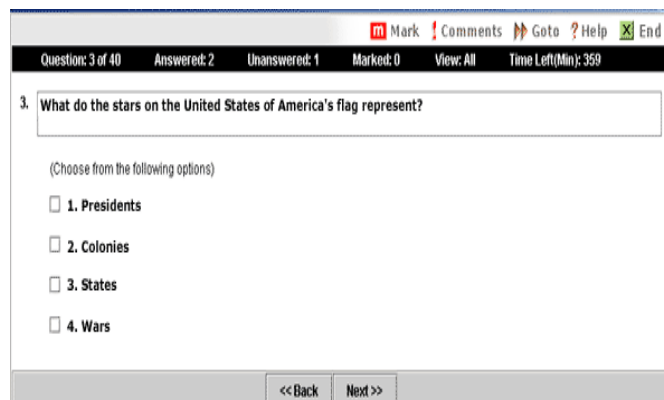 m Mark ! Comments Goto ? Help X End
Question: 3 of 40 Answered: 2 Unanswered: 1 Marked: 0 View: All Time Left(Min): 359
3. What do the stars on the United States of America's flag represent?
(Choose from the following options)
1. Presidents
2. Colonies
3. States
4. Wars
<< Back Next >>